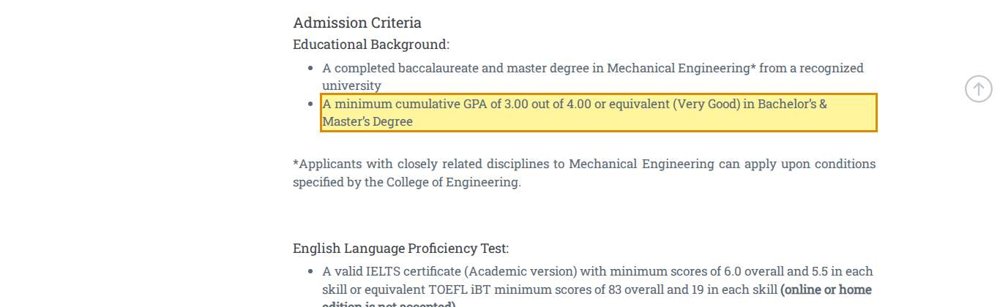 Admission Criteria
Educational Background:
A completed baccalaureate and master degree in Mechanical Engineering* from a recognized
university
A minimum cumulative GPA of 3.00 out of 4.00 or equivalent (Very Good) in Bachelor's &
Master's Degree
*Applicants with closely related disciplines to Mechanical Engineering can apply upon conditions
specified by the College of Engineering.
English Language Proficiency Test:
A valid IELTS certificate (Academic version) with minimum scores of 6.0 overall and 5.5 in each
skill or equivalent TOEFL iBT minimum scores of 83 overall and 19 in each skill (online or home
edition is not accepted)